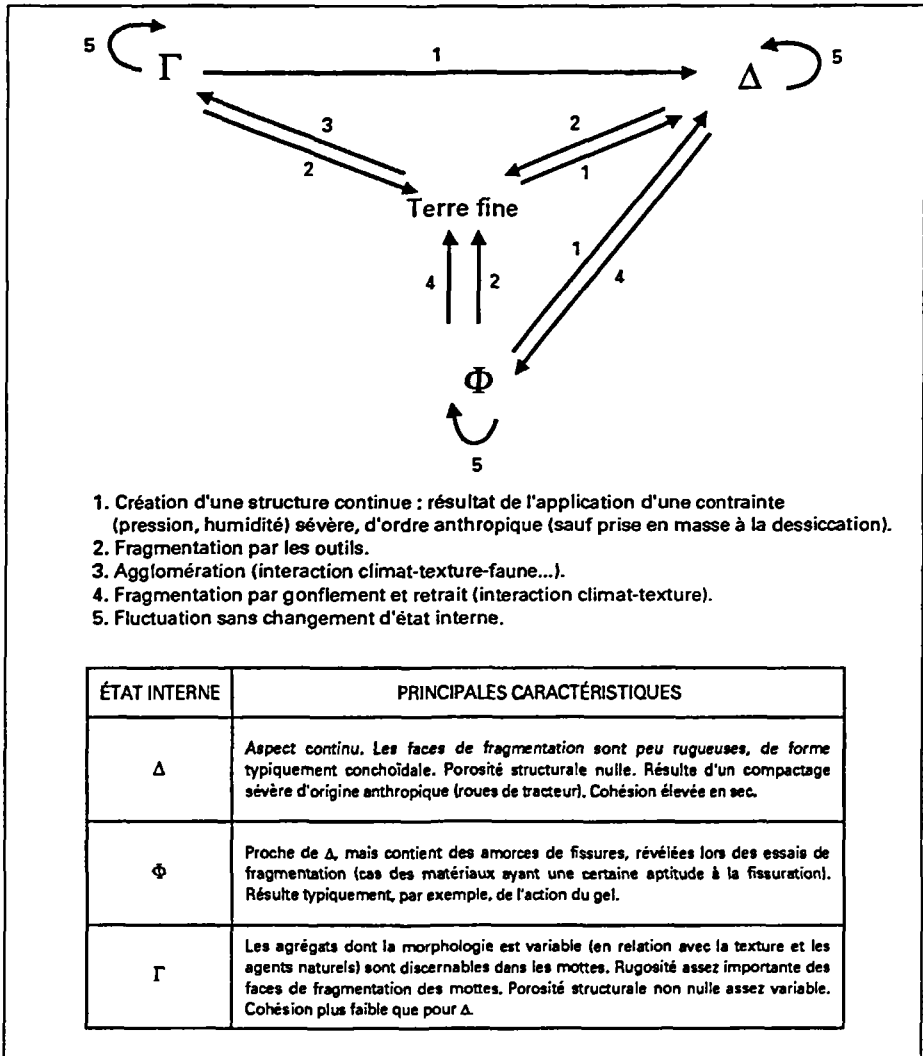 5 Γ 1 Δ 5
3 2
2 1
Terre fine
1
4 2 4
Φ
5
1. Création d'une structure continue : résultat de l'application d'une contrainte
(pression, humidité) sévère, d'ordre anthropique (sauf prise en masse à la dessiccation).
2. Fragmentation par les outils.
3. Agglomération (interaction climat-texture-faune...).
4. Fragmentation par gonflement et retrait (interaction climat-texture).
5. Fluctuation sans changement d'état interne.
ÉTAT INTERNE PRINCIPALES CARACTÉRISTIQUES
Aspect continu. Les faces de fragmentation sont peu rugueuses, de forme
Δ typiquement conchoïdale. Porosité structurale nulle. Résulte d'un compactage
sévère d'origine anthropique (roues de tracteur). Cohésion élevée en sec.
Proche de Δ, mais contient des amorces de fissures, révélées lors des essais de
Φ fragmentation (cas des matériaux ayant une certaine aptitude à la fissuration).
Résulte typiquement, par exemple, de l'action du gel.
Les agrégats dont la morphologie est variable (en relation avec la texture et les
agents naturels) sont discernables dans les mottes. Rugosité assez importante des
Γ faces de fragmentation des mottes. Porosité structurale non nulle assez variable.
Cohésion plus faible que pour Δ.